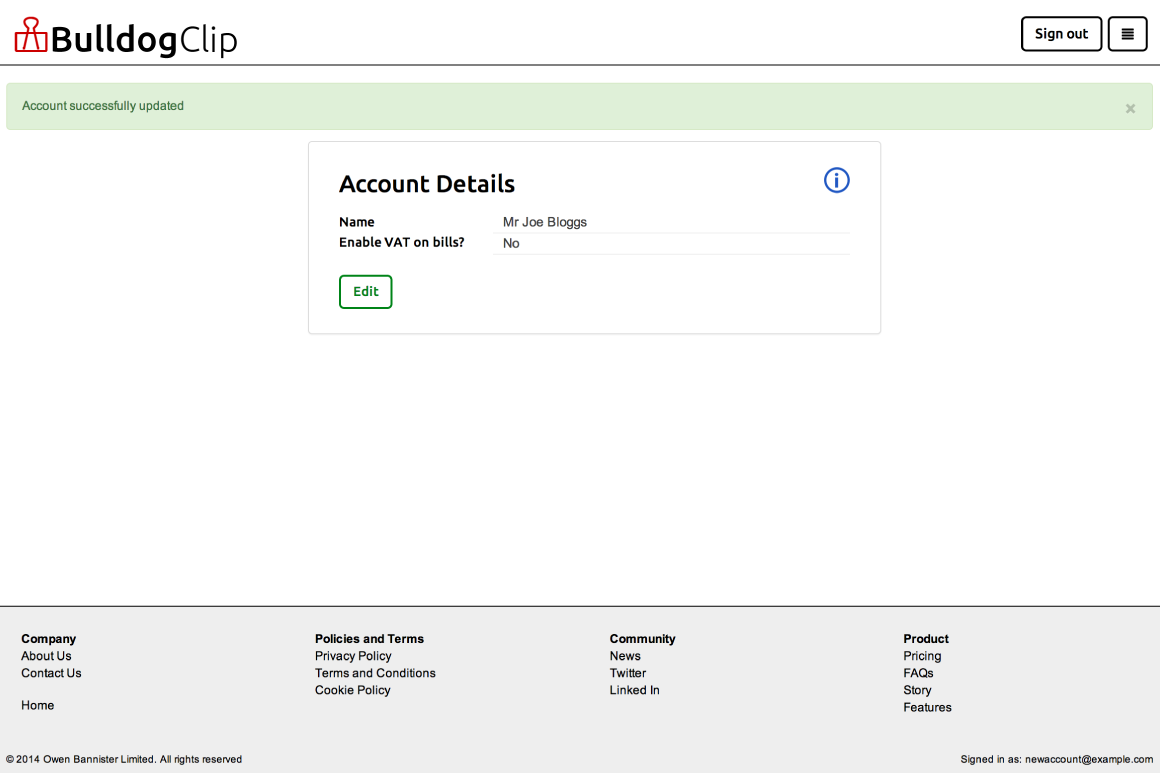 BulldogClip
Sign out
Account successfully updated
×
Account Details
Name Mr Joe Bloggs
Enable VAT on bills? No
Edit
Company
About Us
Contact Us
Home
Policies and Terms
Privacy Policy
Terms and Conditions
Cookie Policy
Community
News
Twitter
Linked In
Product
Pricing
FAQs
Story
Features
© 2014 Owen Bannister Limited. All rights reserved
Signed in as: newaccount@example.com